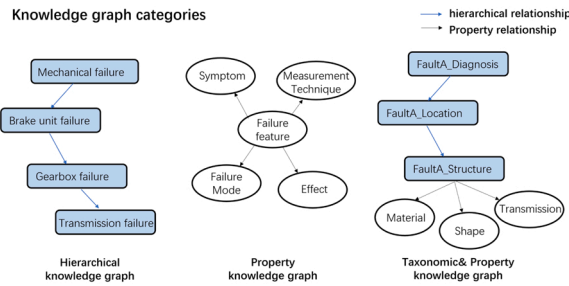 Knowledge graph categories
hierarchical relationship
Property relationship
Mechanical failure
Brake unit failure
Gearbox failure
Transmission failure
Hierarchical
knowledge graph
Symptom
Measurement
Technique
Failure
feature
Failure
Mode
Effect
Property
knowledge graph
FaultA_Diagnosis
FaultA_Location
FaultA_Structure
Material
Shape
Transmission
Taxonomic& Property
knowledge graph